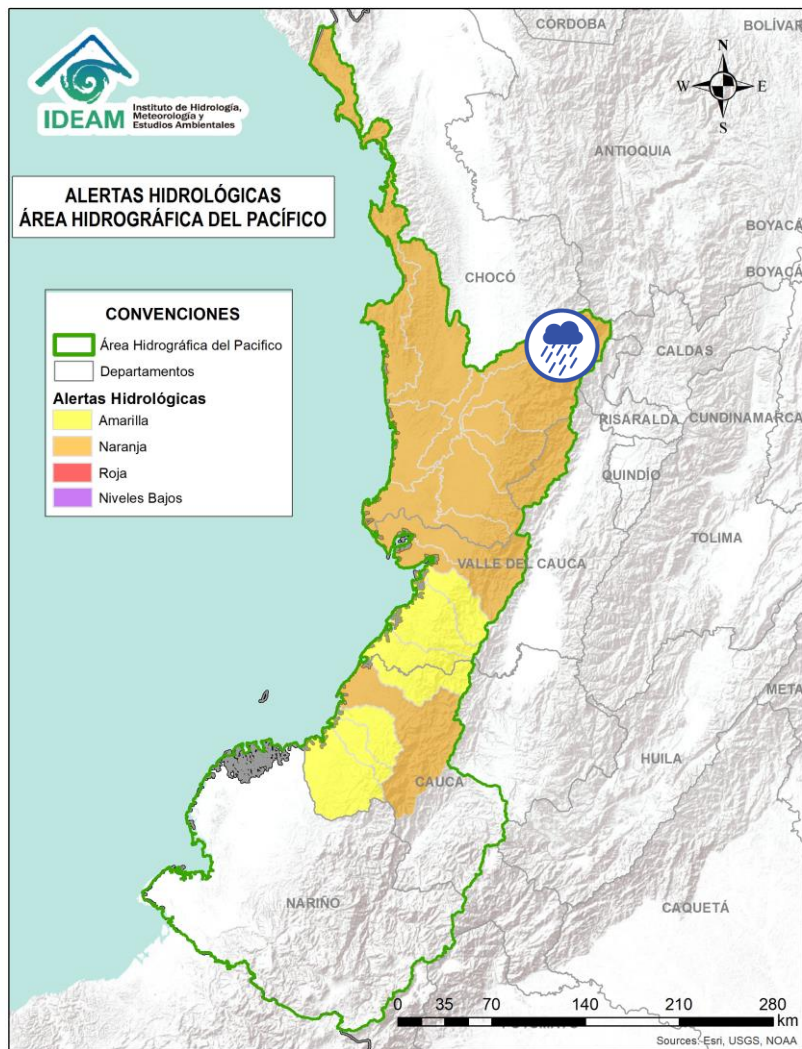 IDEAM
Instituto de Hidrología,
Meteorología y
Estudios Ambientales
ALERTAS HIDROLÓGICAS
ÁREA HIDROGRÁFICA DEL PACÍFICO
CONVENCIONES
Área Hidrográfica del Pacifico
Departamentos
Alertas Hidrológicas
Amarilla
Naranja
Roja
Niveles Bajos
N
W E
S
CÓRDOBA
BOLÍVAR
ANTIOQUIA
BOYACÁ
BOYACÁ
CHOCÓ
CALDAS
RISARALDA
CUNDINAMARCA
QUINDÍO
TOLIMA
VALLE DEL CAUCA
META
HUILA
CAUCA
NARIÑO
CAQUETÁ
0 35 70 140 210 280
km
Sources: Esri, USGS, NOAA